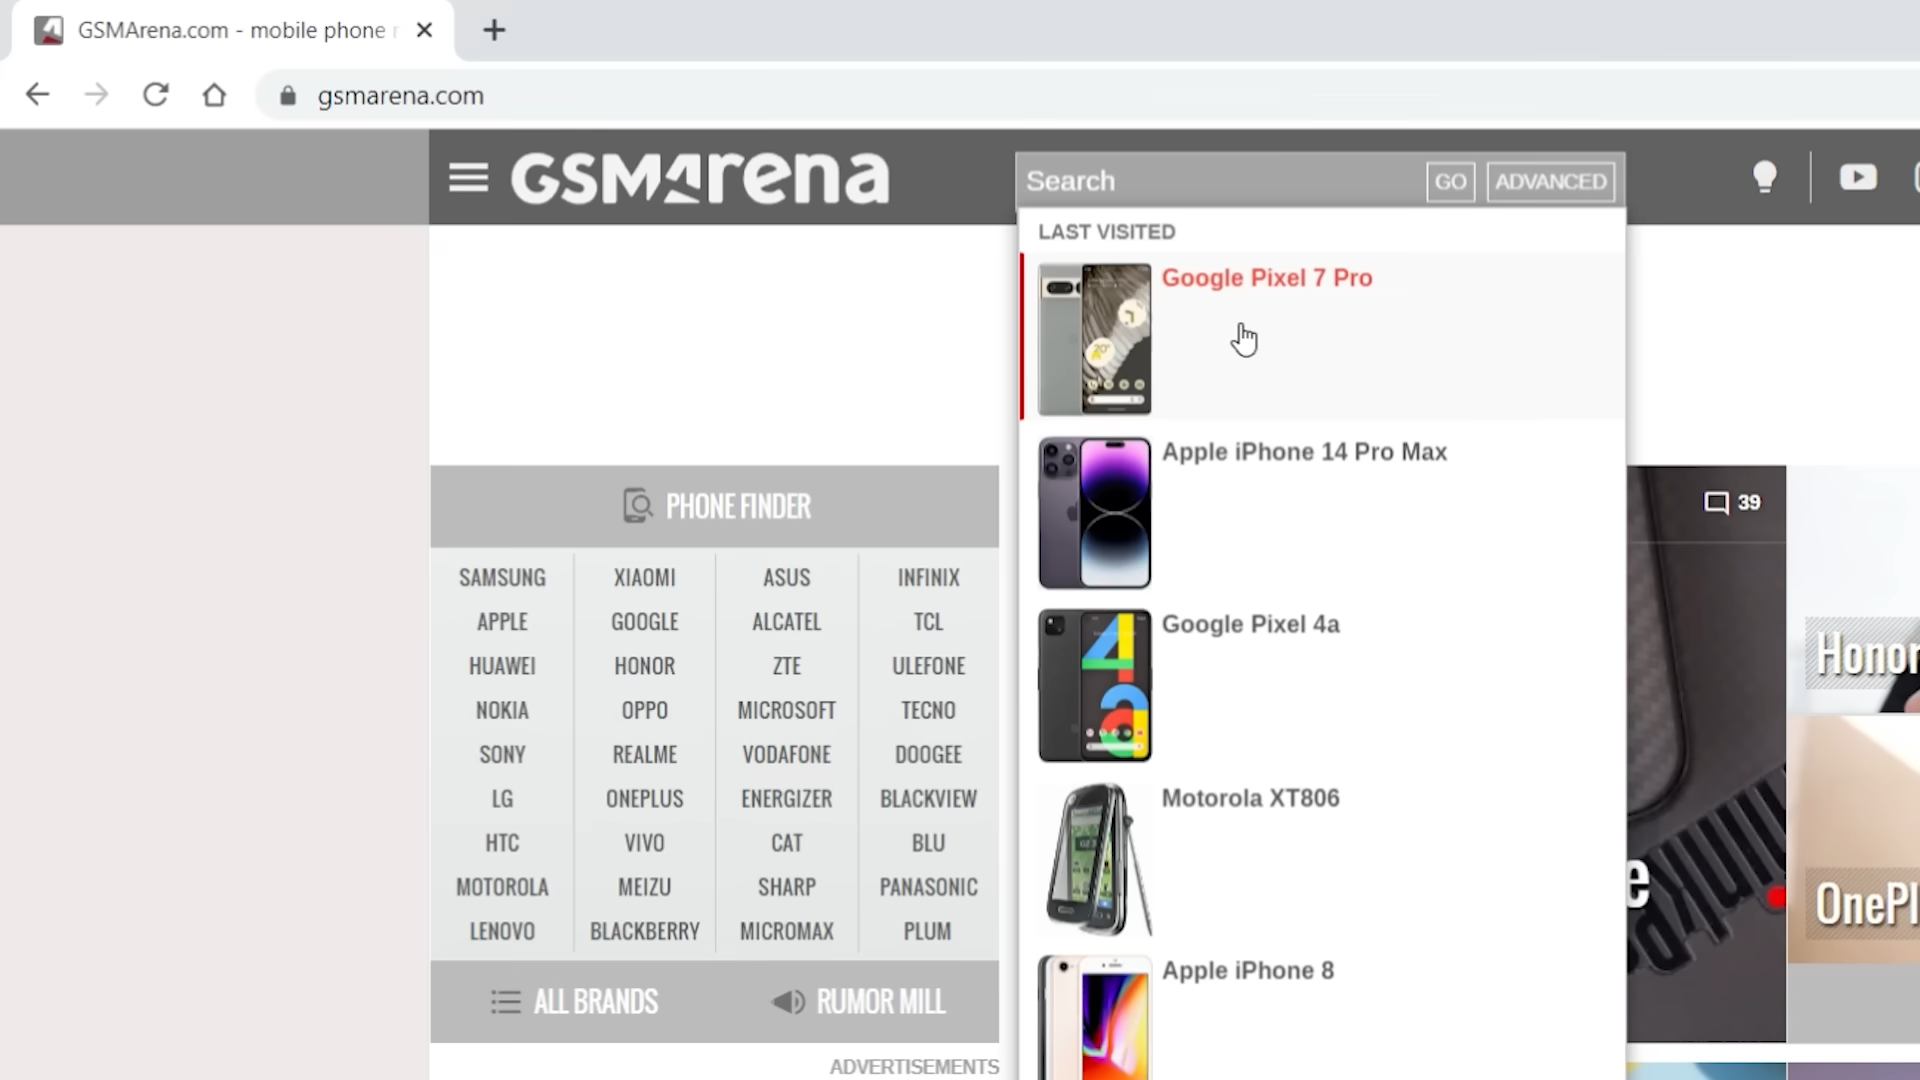 GSMArena.com - mobile phone
gsmarena.com
GSMArena
Search
GO
ADVANCED
LAST VISITED
Google Pixel 7 Pro
Apple iPhone 14 Pro Max
Google Pixel 4a
Motorola XT806
Apple iPhone 8
PHONE FINDER
SAMSUNG XIAOMI ASUS INFINIX
APPLE GOOGLE ALCATEL TCL
HUAWEI HONOR ZTE ULEFONE
NOKIA OPPO MICROSOFT TECNO
SONY REALME VODAFONE DOOGEE
LG ONEPLUS ENERGIZER BLACKVIEW
HTC VIVO CAT BLU
MOTOROLA MEIZU SHARP PANASONIC
LENOVO BLACKBERRY MICROMAX PLUM
ALL BRANDS
RUMOR MILL
ADVERTISEMENTS
39
Honor
OnePl